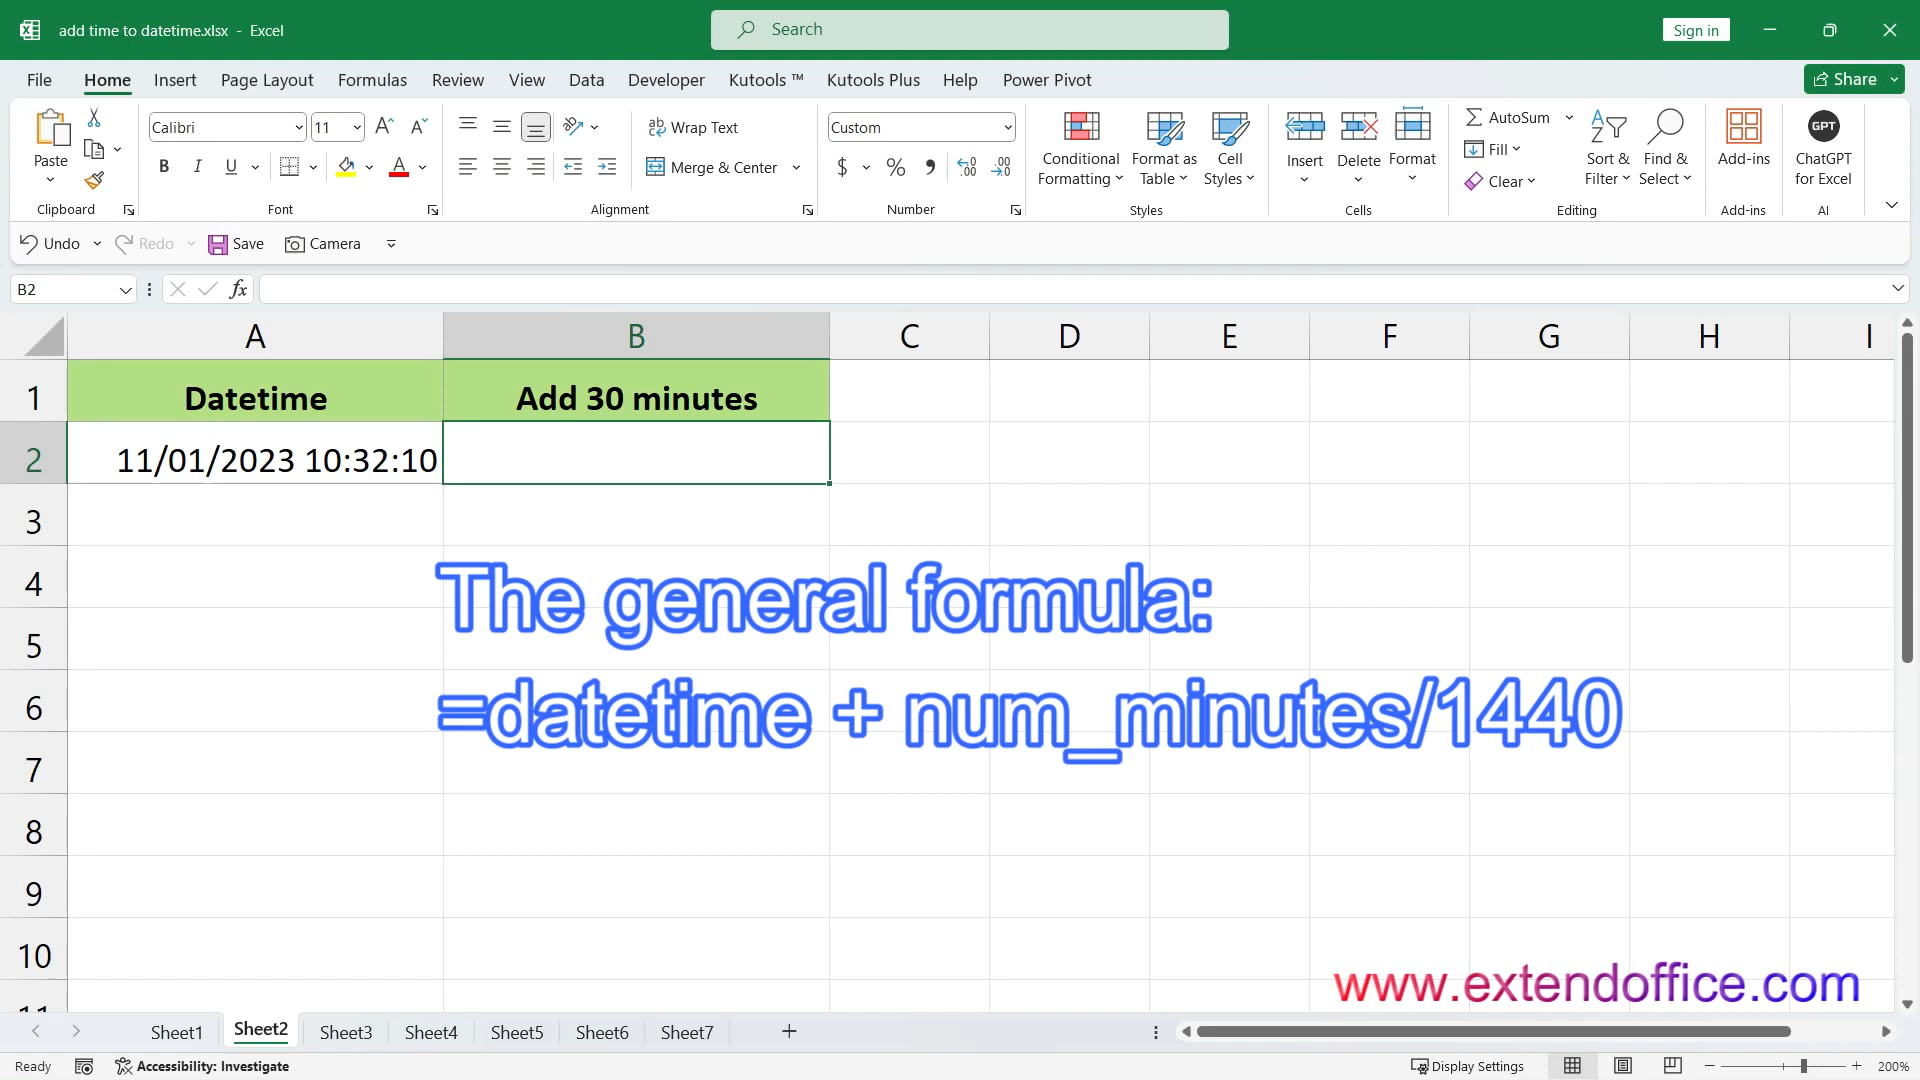 add time to datetime.xlsx - Excel
Search
Sign in
File Home Insert Page Layout Formulas Review View Data Developer Kutools ™ Kutools Plus Help Power Pivot
Share
Paste
Clipboard
Calibri 11
B I U A
Font
Wrap Text
Merge & Center
Alignment
Custom
$ % 9
Number
Conditional Formatting
Format as Table
Cell Styles
Styles
Insert Delete Format
Cells
AutoSum
Fill
Clear
Sort & Filter
Find & Select
Editing
Add-ins
Add-ins
GPT
ChatGPT for Excel
AI
Undo Redo Save Camera
B2 fx
A B C D E F G H I
1 Datetime Add 30 minutes
2 11/01/2023 10:32:10
3
4
The general formula:
5
6
=datetime + num_minutes/1440
7
8
9
10
www.extendoffice.com
11
Sheet1 Sheet2 Sheet3 Sheet4 Sheet5 Sheet6 Sheet7 +
Ready Accessibility: Investigate Display Settings 200%